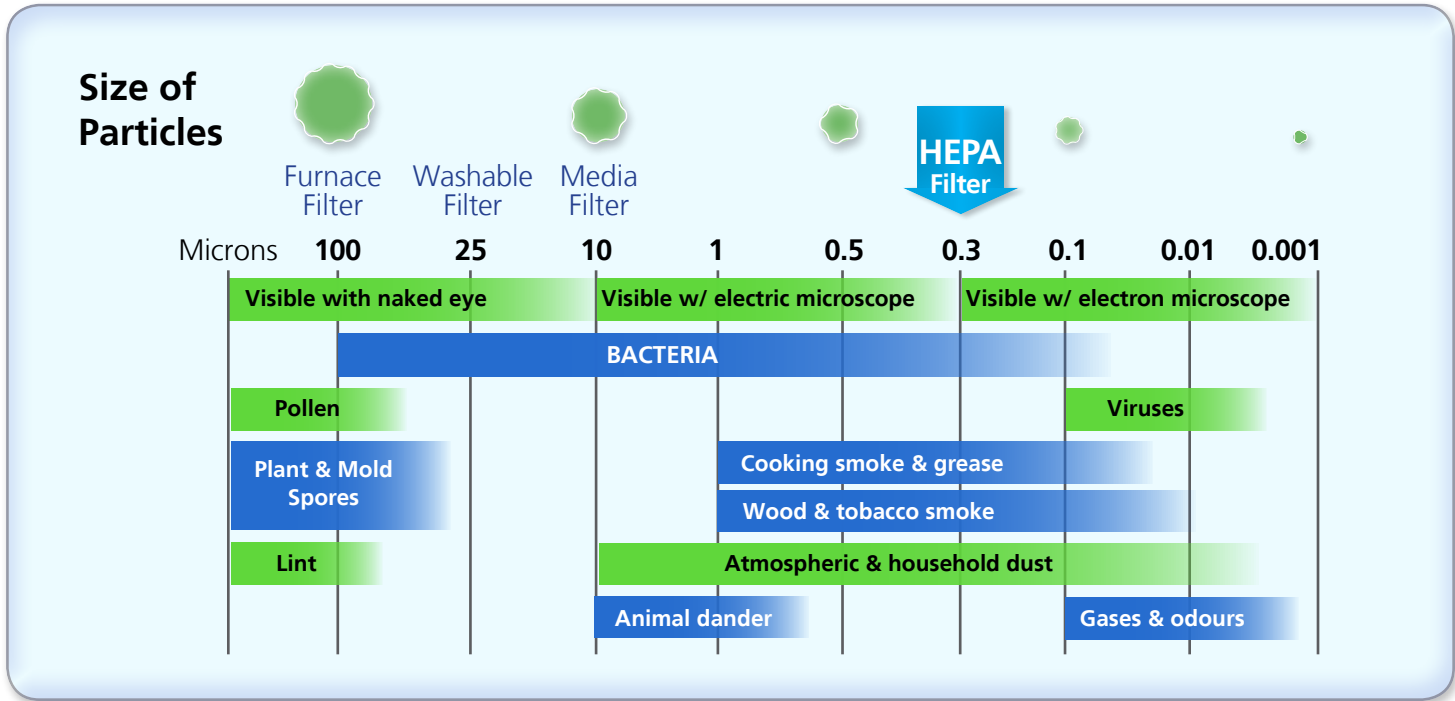 Size of
Particles
Furnace
Filter
Washable
Filter
Media
Filter
HEPA
Filter
Microns 100 25 10 1 0.5 0.3 0.1 0.01 0.001
Visible with naked eye Visible w/ electric microscope Visible w/ electron microscope
BACTERIA
Pollen Viruses
Plant & Mold
Spores
Cooking smoke & grease
Wood & tobacco smoke
Lint Atmospheric & household dust
Animal dander Gases & odours